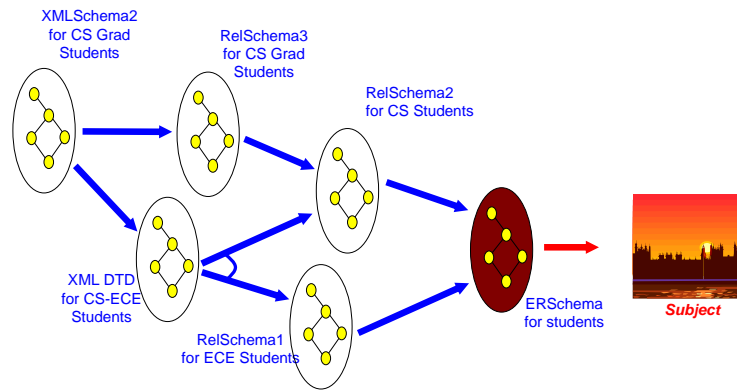 XMLSchema2
for CS Grad
Students
RelSchema3
for CS Grad
Students
RelSchema2
for CS Students
XML DTD
for CS-ECE
Students
RelSchema1
for ECE Students
ERSchema
for students
Subject